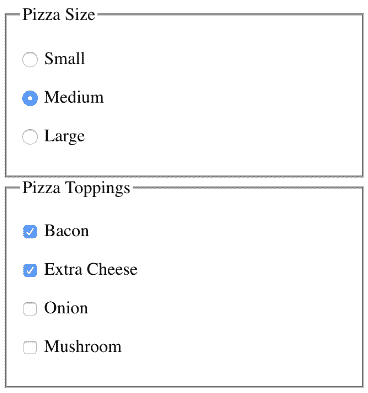 Pizza Size
Small
Medium
Large
Pizza Toppings
Bacon
Extra Cheese
Onion
Mushroom